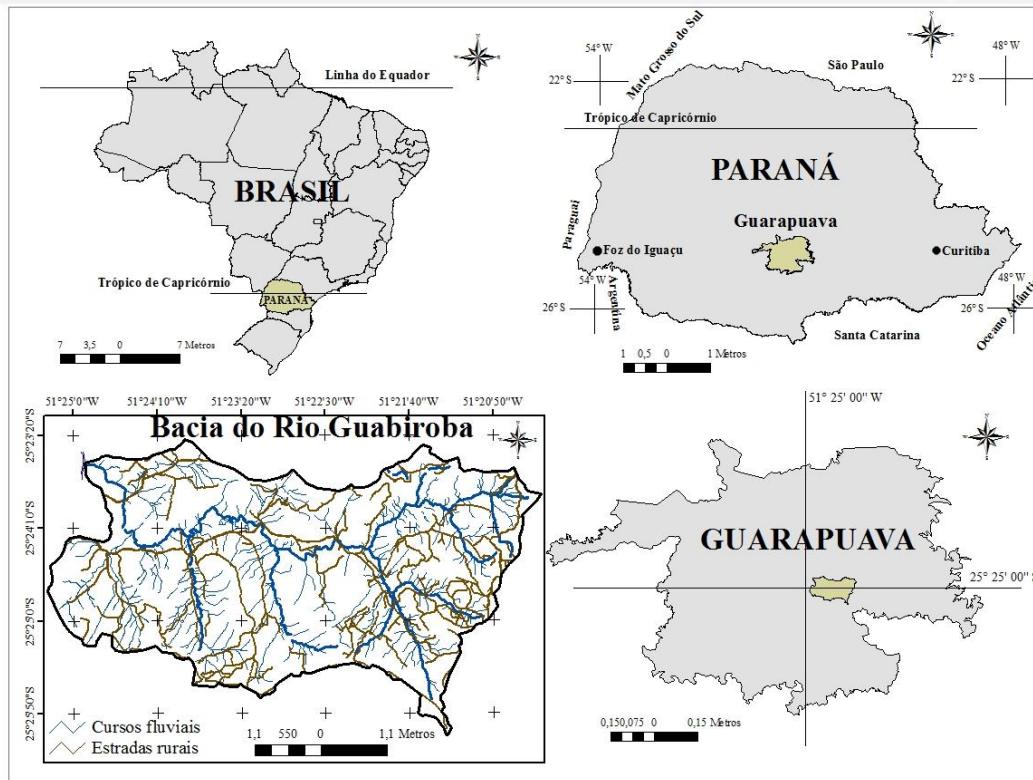 Linha do Equador
BRASIL
Trópico de Capricórnio
PARANÁ
7 3,5 0 7 Metros
54° W
48° W
22° S
22° S
Mato Grosso do Sul
São Paulo
Trópico de Capricórnio
PARANÁ
Guarapuava
Paraguai
Foz do Iguaçu
Curitiba
54° W
48° W
Argentina
26° S
26° S
Santa Catarina
Oceano Atlânti
1 0,5 0 1 Metros
51°25'0"W 51°24'10"W 51°23'20"W 51°22'30"W 51°21'40"W 51°20'50"W
Bacia do Rio Guabiroba
25°23'20"S
25°24'10"S
25°25'0"S
25°25'50"S
Cursos fluviais
Estradas rurais
1,1 550 0 1,1 Metros
51° 25' 00" W
GUARAPUAVA
25° 25' 00" S
0,150,075 0 0,15 Metros